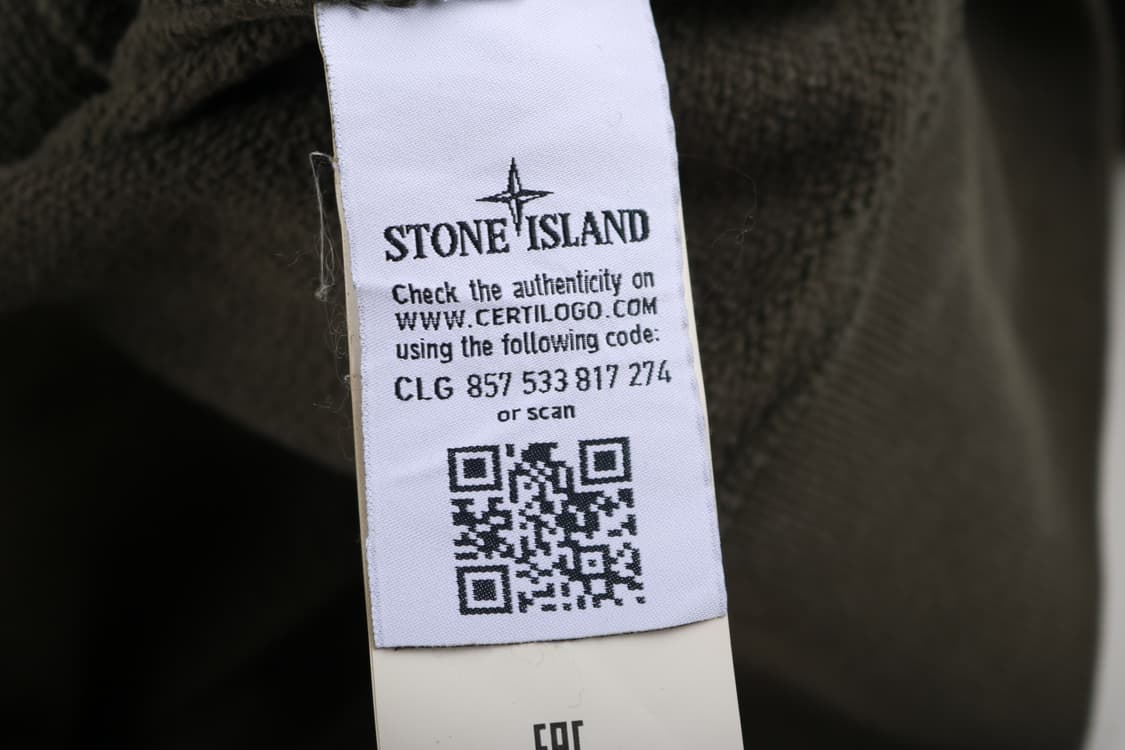 STONE ISLAND
Check the authenticity on
WWW.CERTILOGO.COM
using the following code:
CLG 857 533 817 274
or scan
EAC